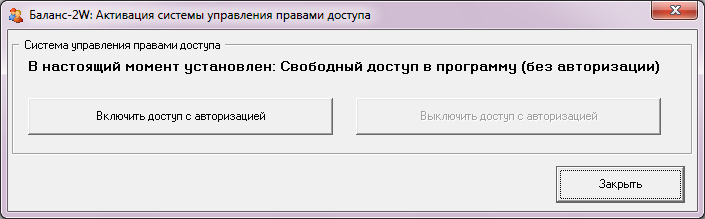 Баланс-2W: Активация системы управления правами доступа
Система управления правами доступа
В настоящий момент установлен: Свободный доступ в программу (без авторизации)
Включить доступ с авторизацией
Выключить доступ с авторизацией
Закрыть